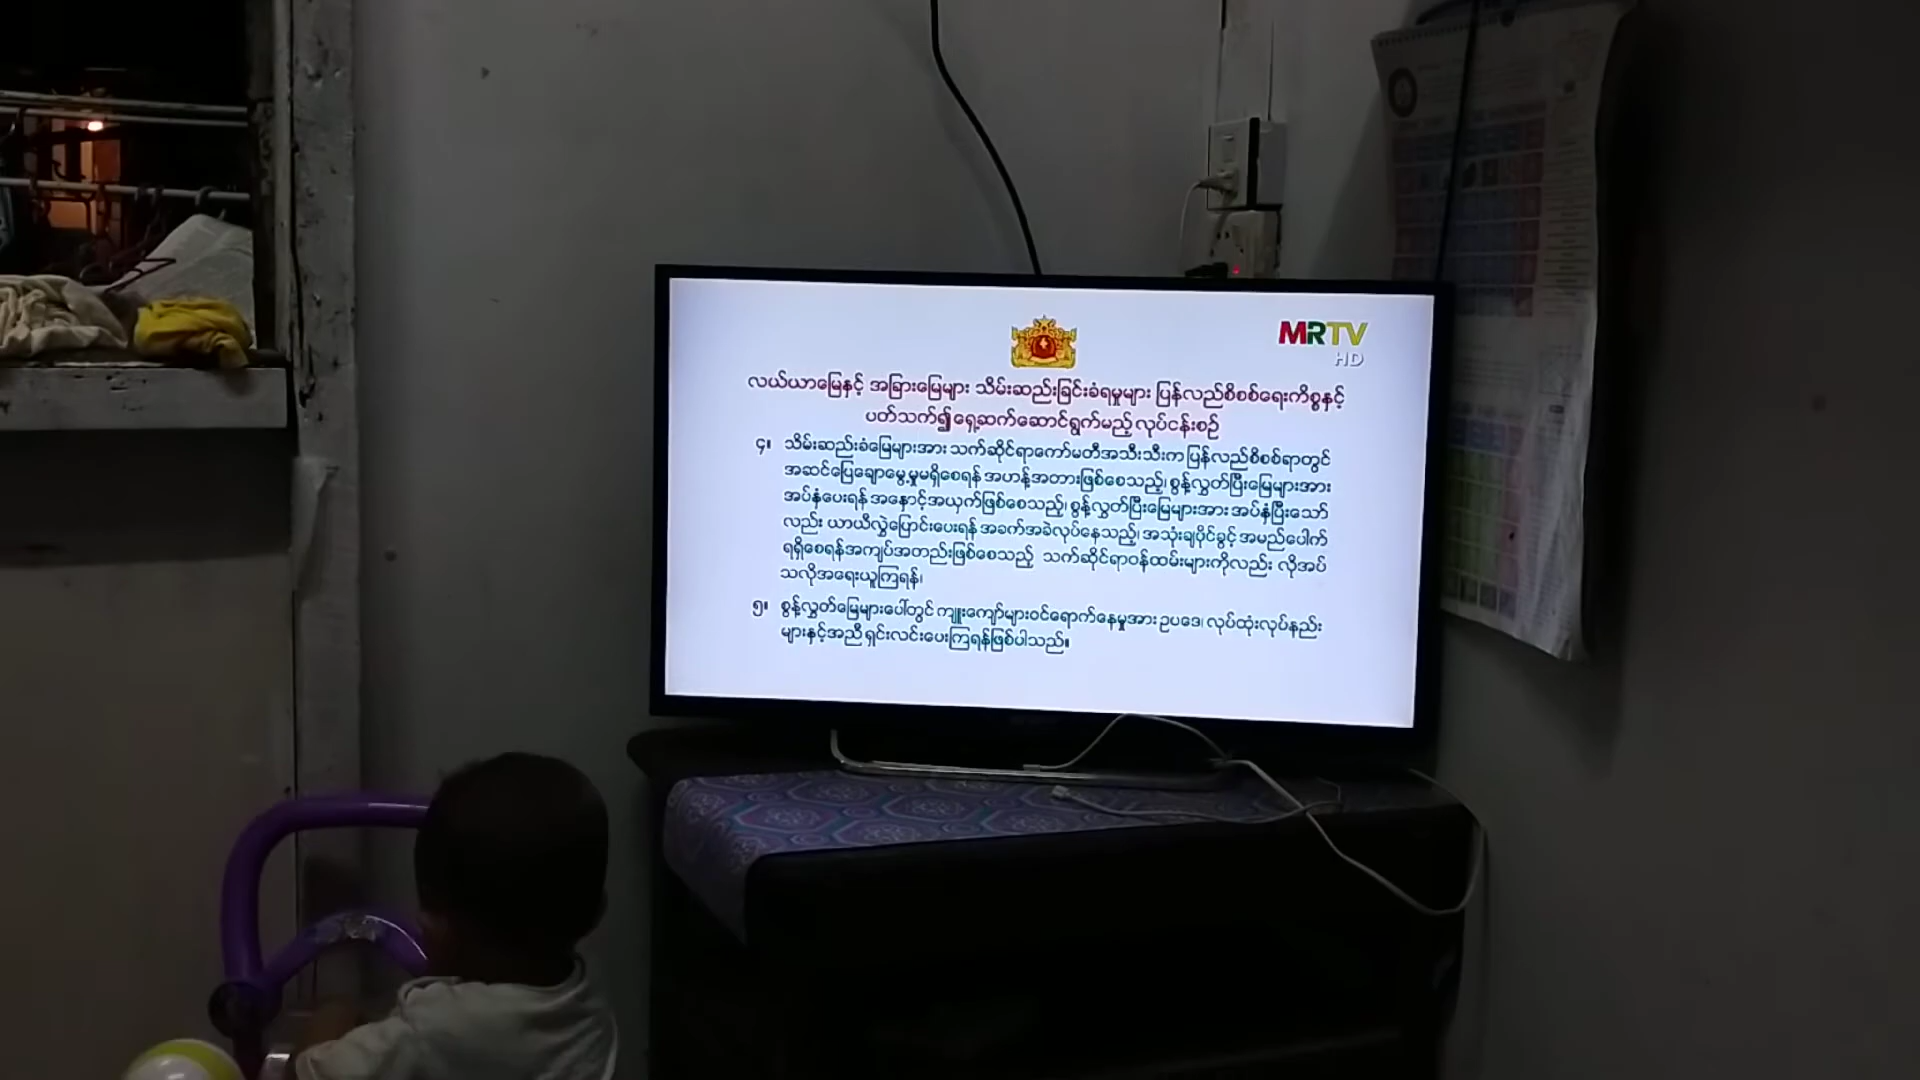 MRTV
HD
လယ်ယာမြေနှင့် အခြားမြေများ သိမ်းဆည်းခြင်းခံရမှုများ ပြန်လည်စိစစ်ရေးကိစ္စနှင့်
ပတ်သက်၍ ရှေ့ဆက်ဆောင်ရွက်မည့် လုပ်ငန်းစဉ်
၄။ သိမ်းဆည်းခံမြေများအား သက်ဆိုင်ရာကော်မတီအသီးသီးက ပြန်လည်စိစစ်ရာတွင်
အဆင်ပြေချောမွေ့မှုမရှိစေရန် အဟန့်အတားဖြစ်စေသည့်၊ စွန့်လွှတ်ပြီးမြေများအား
အပ်နှံပေးရန် အနှောင့်အယှက်ဖြစ်စေသည့်၊ စွန့်လွှတ်ပြီးမြေများအား အပ်နှံပြီးသော်
လည်း ယာယီလွှဲပြောင်းပေးရန် အခက်အခဲလုပ်နေသည့်၊ အသုံးချပိုင်ခွင့် အမည်ပေါက်
ရရှိစေရန်အကျပ်အတည်းဖြစ်စေသည့် သက်ဆိုင်ရာဝန်ထမ်းများကိုလည်း လိုအပ်
သလိုအရေးယူကြရန်၊
၅။ စွန့်လွှတ်မြေများပေါ်တွင် ကျူးကျော်များဝင်ရောက်နေမှုအား ဥပဒေ၊ လုပ်ထုံးလုပ်နည်း
များနှင့်အညီ ရှင်းလင်းပေးကြရန်ဖြစ်ပါသည်။